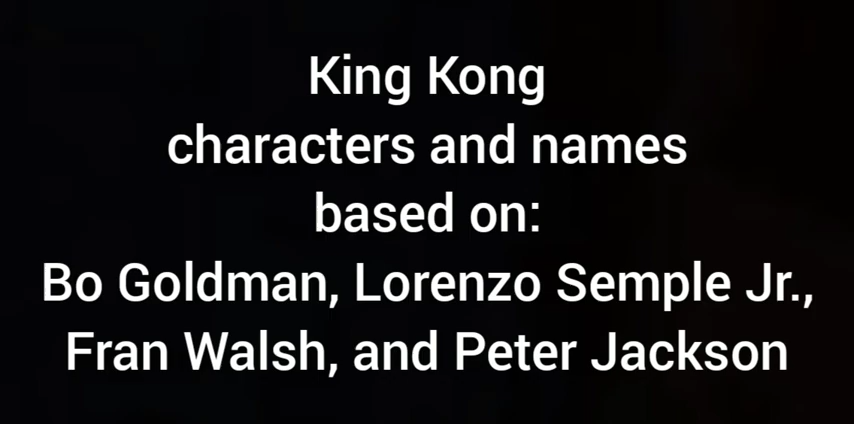 King Kong
characters and names
based on:
Bo Goldman, Lorenzo Semple Jr.,
Fran Walsh, and Peter Jackson